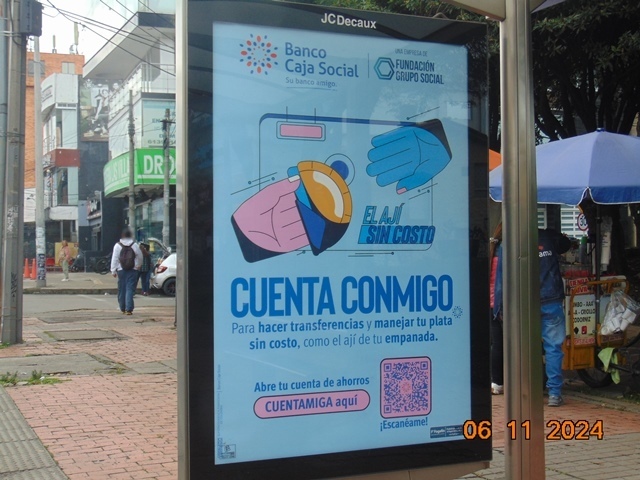 JCDecaux
Banco
Caja Social
Su banco amigo.
UNA EMPRESA DE
FUNDACIÓN
GRUPO SOCIAL
EL AJÍ
SIN COSTO
CUENTA CONMIGO
Para hacer transferencias y manejar tu plata
sin costo, como el ají de tu empanada.
Abre tu cuenta de ahorros
CUENTAMIGA aquí
¡Escanéame!
DRO
06 11 2024